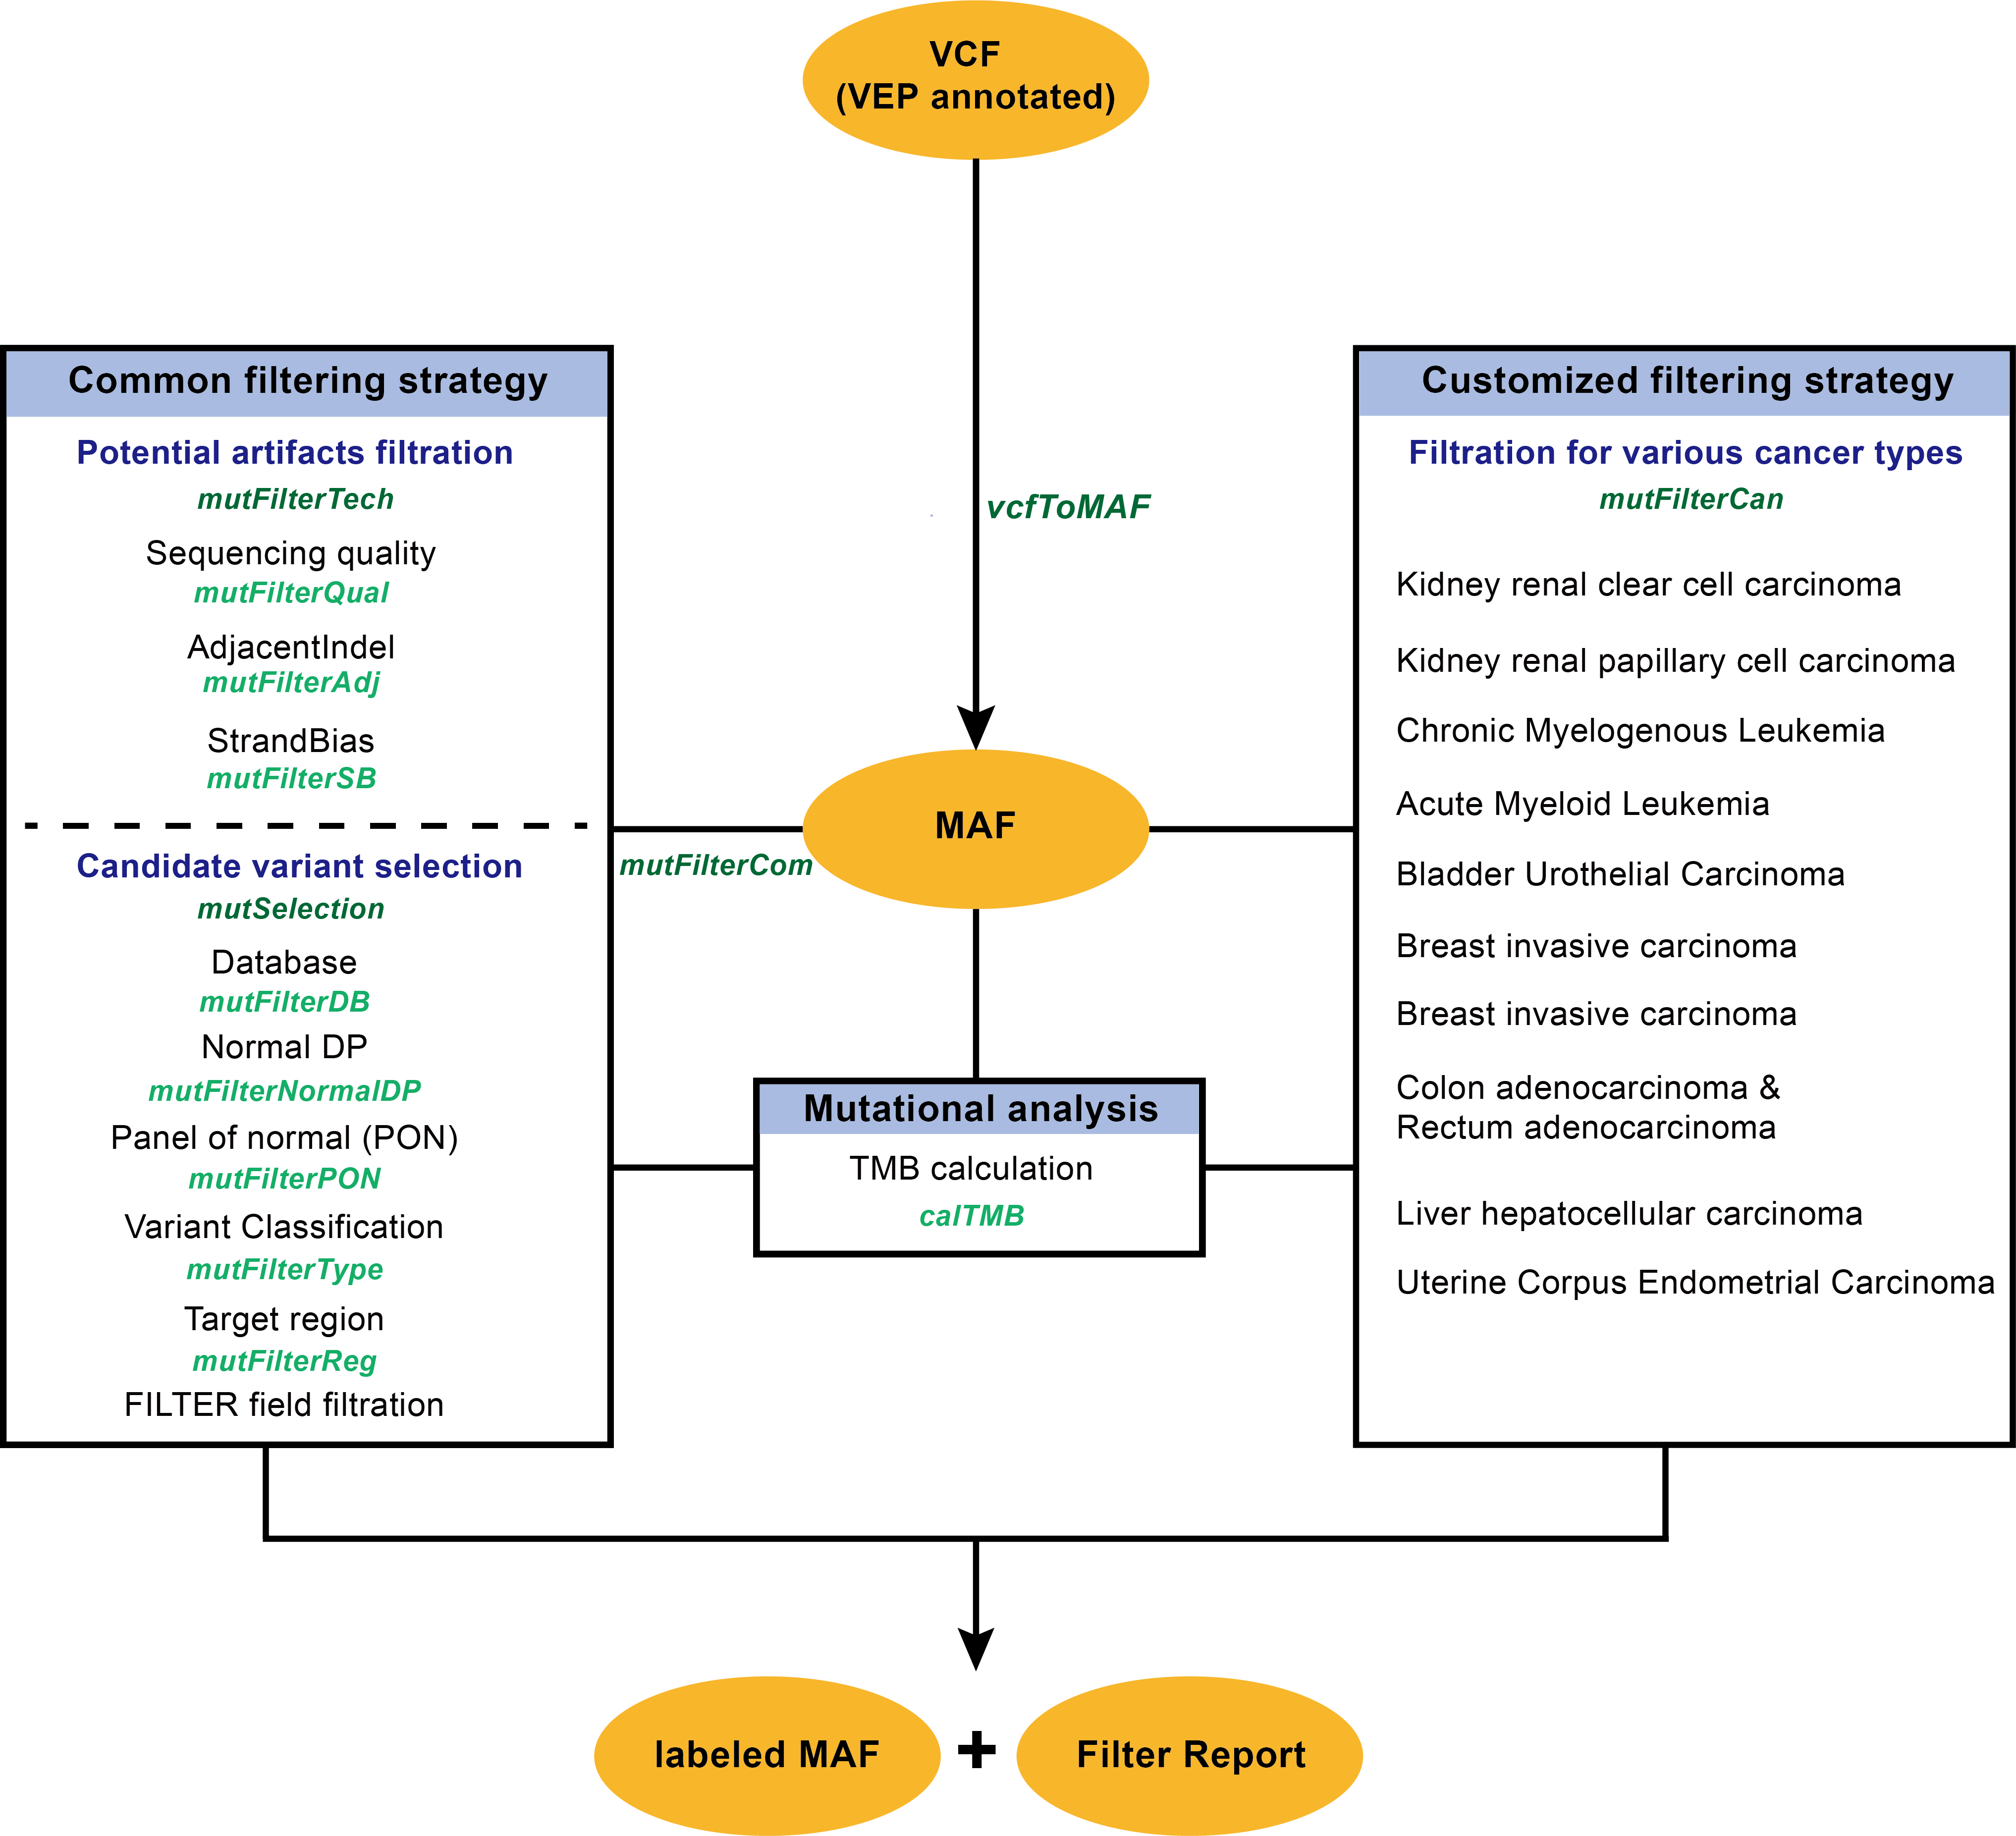 VCF
(VEP annotated)
vcfToMAF
Common filtering strategy
Potential artifacts filtration
mutFilterTech
Sequencing quality
mutFilterQual
AdjacentIndel
mutFilterAdj
StrandBias
mutFilterSB
Candidate variant selection
mutSelection
Database
mutFilterDB
Normal DP
mutFilterNormalDP
Panel of normal (PON)
mutFilterPON
Variant Classification
mutFilterType
Target region
mutFilterReg
FILTER field filtration
mutFilterCom
MAF
Mutational analysis
TMB calculation
calTMB
Customized filtering strategy
Filtration for various cancer types
mutFilterCan
Kidney renal clear cell carcinoma
Kidney renal papillary cell carcinoma
Chronic Myelogenous Leukemia
Acute Myeloid Leukemia
Bladder Urothelial Carcinoma
Breast invasive carcinoma
Breast invasive carcinoma
Colon adenocarcinoma &
Rectum adenocarcinoma
Liver hepatocellular carcinoma
Uterine Corpus Endometrial Carcinoma
labeled MAF + Filter Report